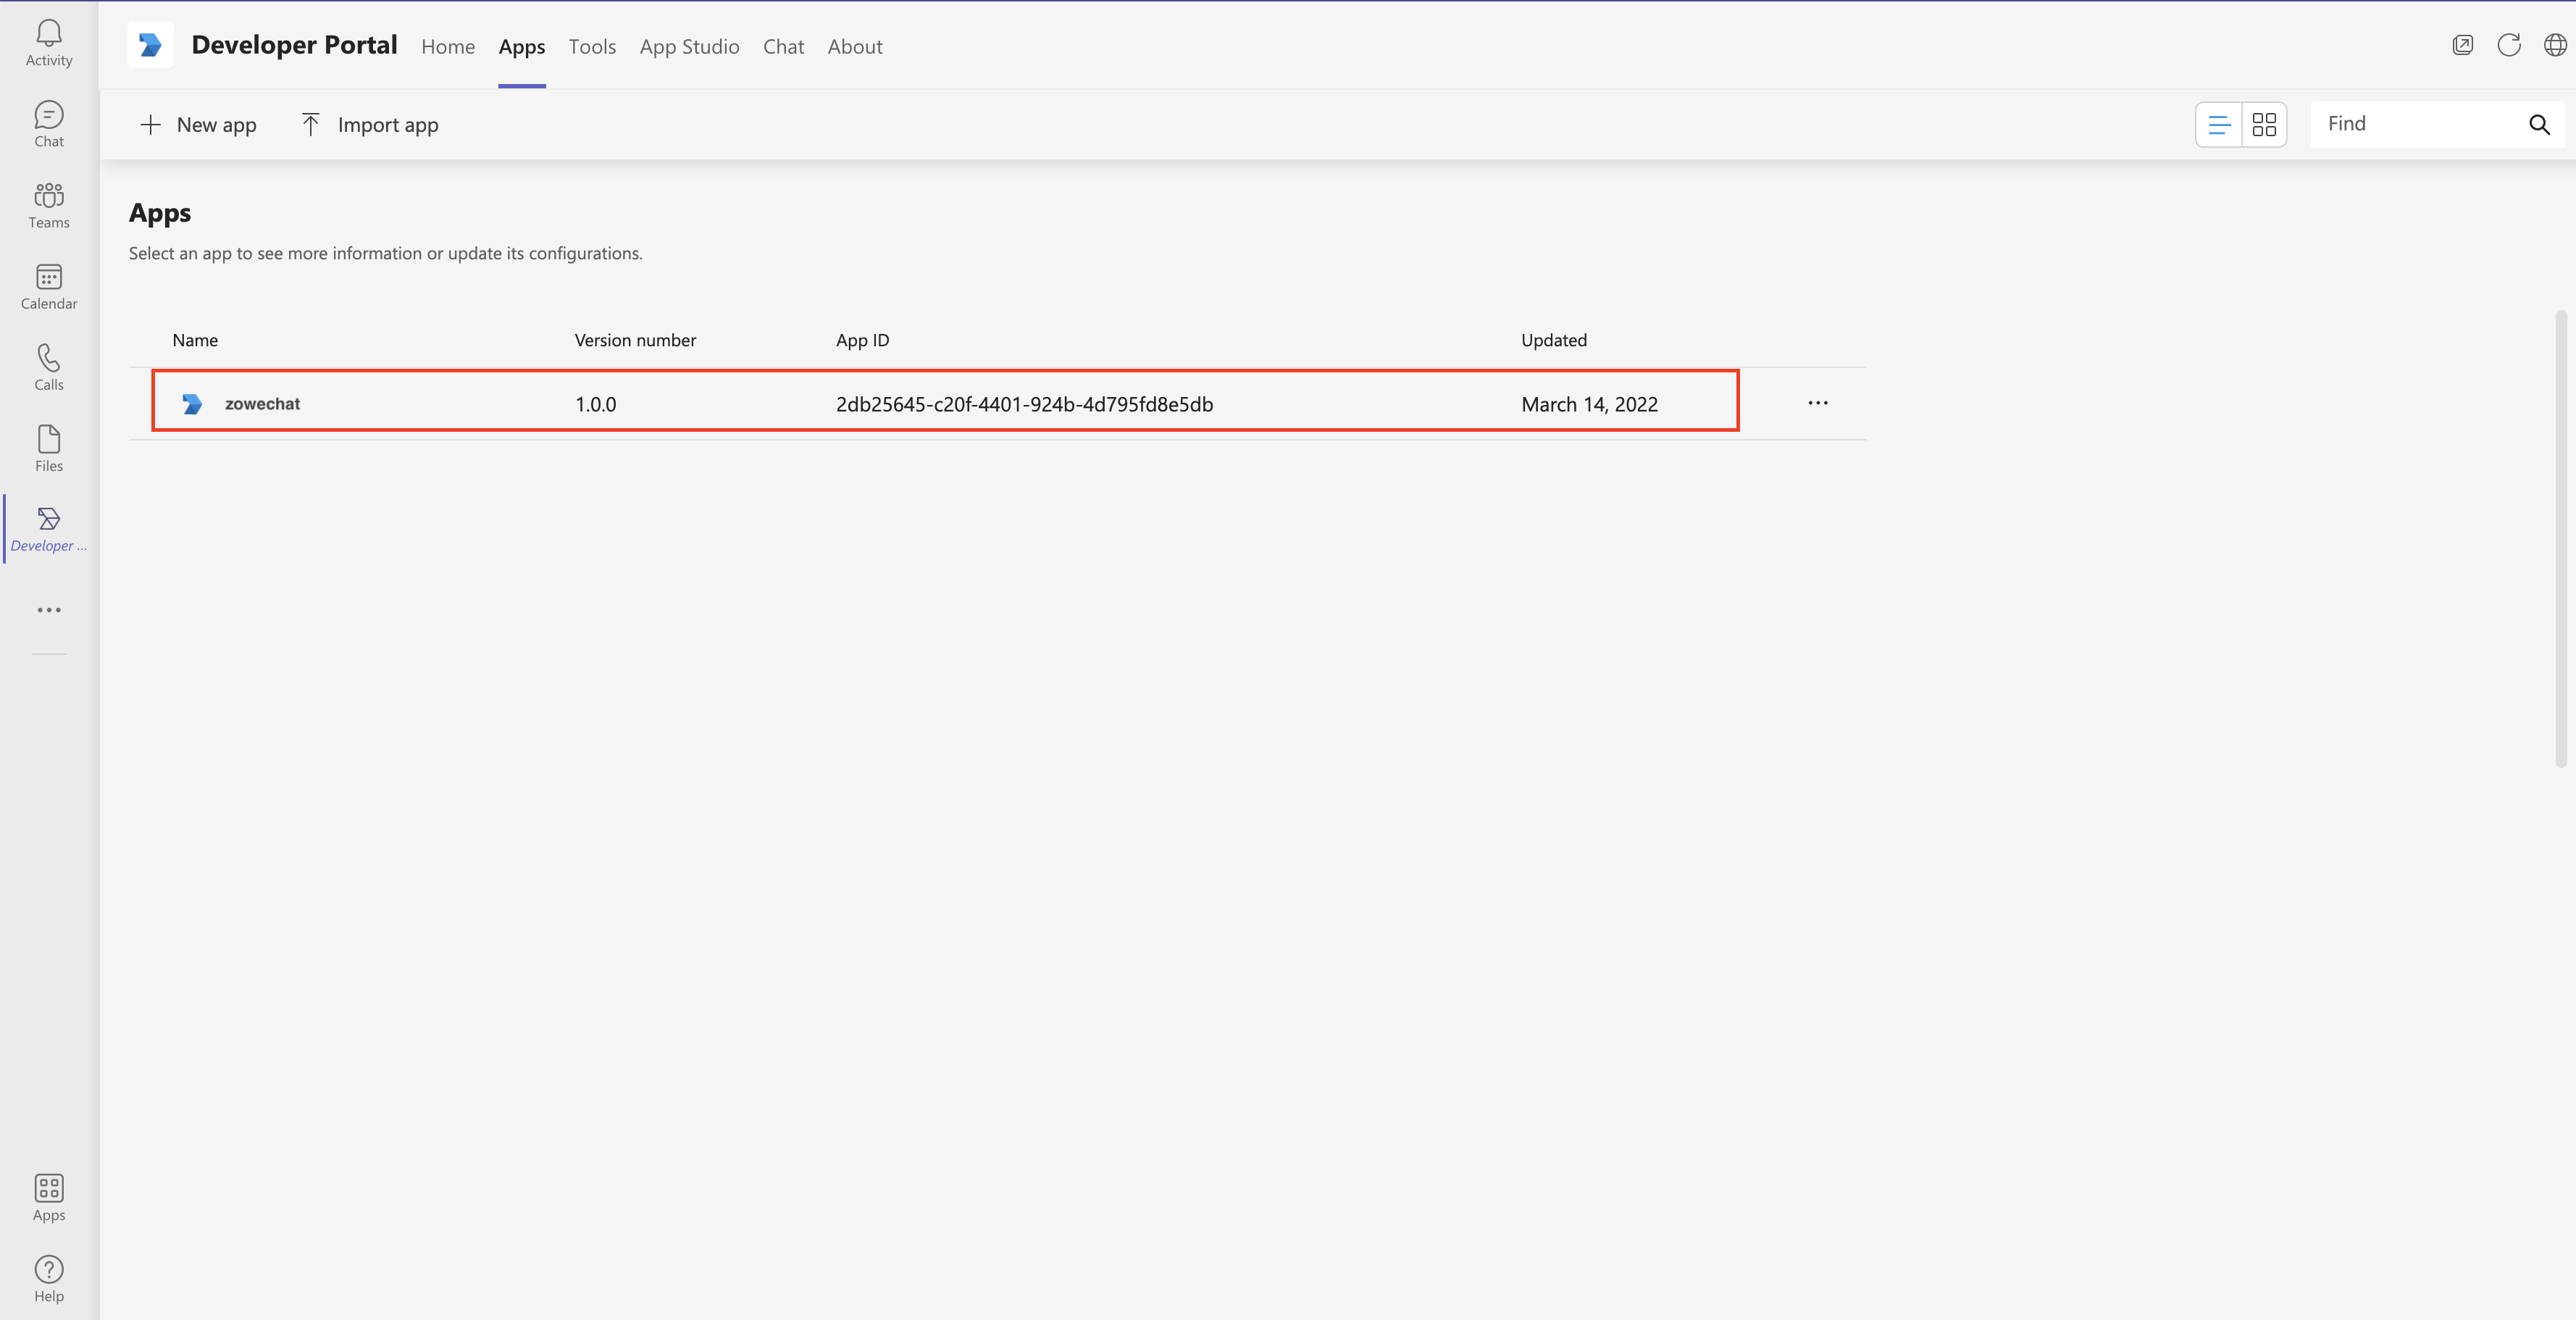 Activity
Chat
Teams
Calendar
Calls
Files
Developer ...
Apps
Help
Developer Portal Home Apps Tools App Studio Chat About
New app Import app Find
Apps
Select an app to see more information or update its configurations.
Name Version number App ID Updated
zowechat 1.0.0 2db25645-c20f-4401-924b-4d795fd8e5db March 14, 2022